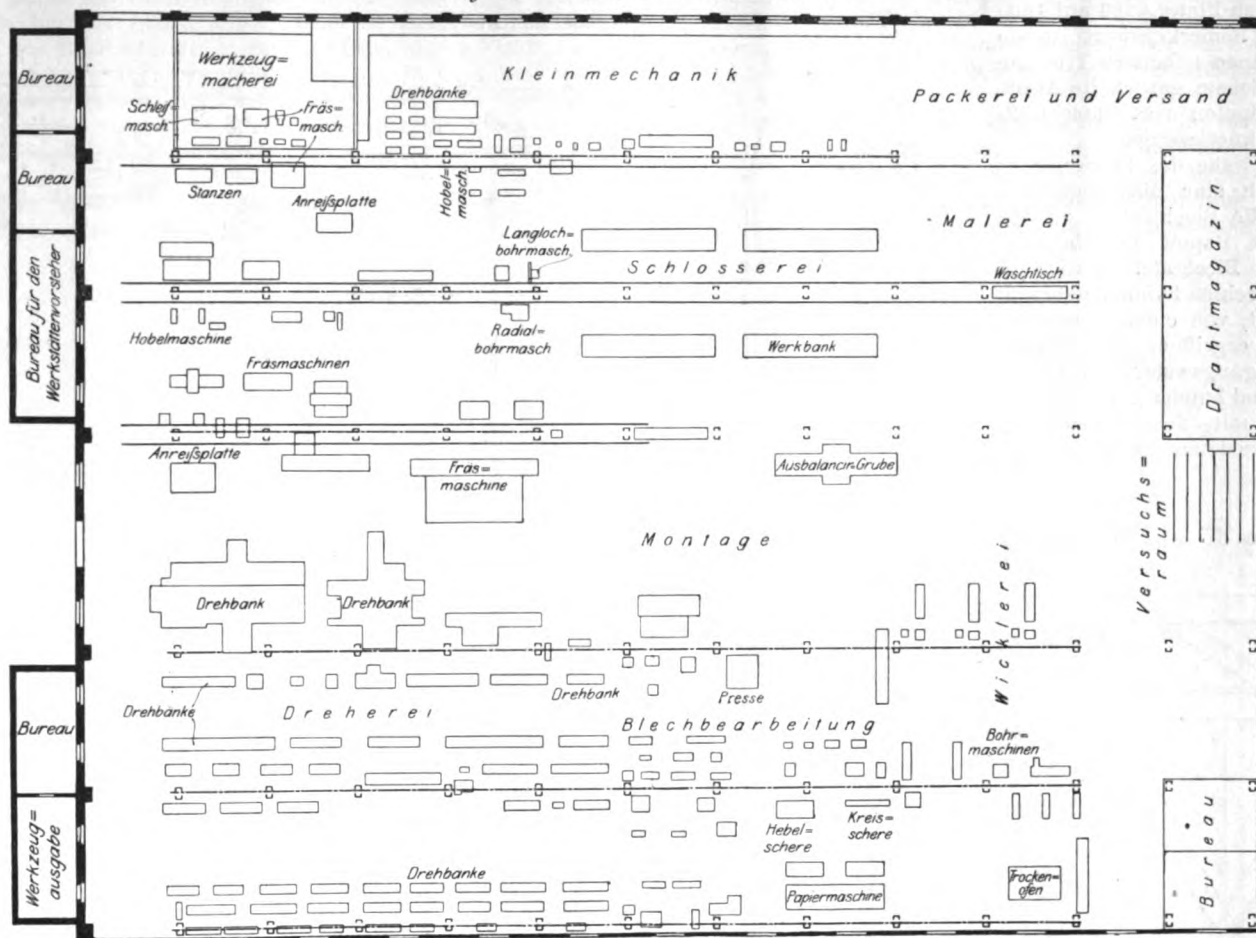 Bureau
Werkzeug=
macherei
Kleinmechanik
Packerei und Versand
Drehbänke
Schleif=
masch.
Fräs=
masch.
Bureau
Stanzen
Anreißplatte
Hobel=
masch.
Langloch=
bohrmasch.
Malerei
Drahtmagazin
Bureau für den
Werkstättenvorsteher
Schlosserei
Waschtisch
Hobelmaschine
Radial=
bohrmasch
Werkbank
Fräsmaschinen
Anreißplatte
Fräs=
maschine
Ausbalancir=Grube
Versuchs=
raum
Montage
Wicklerei
Drehbank
Drehbank
Drehbank
Presse
Drehbänke
Dreherei
Blechbearbeitung
Bureau
Bohr=
maschinen
Werkzeug=
ausgabe
Hebel=
schere
Kreis=
schere
Bureau
Drehbänke
Papiermaschine
Trocken=
ofen